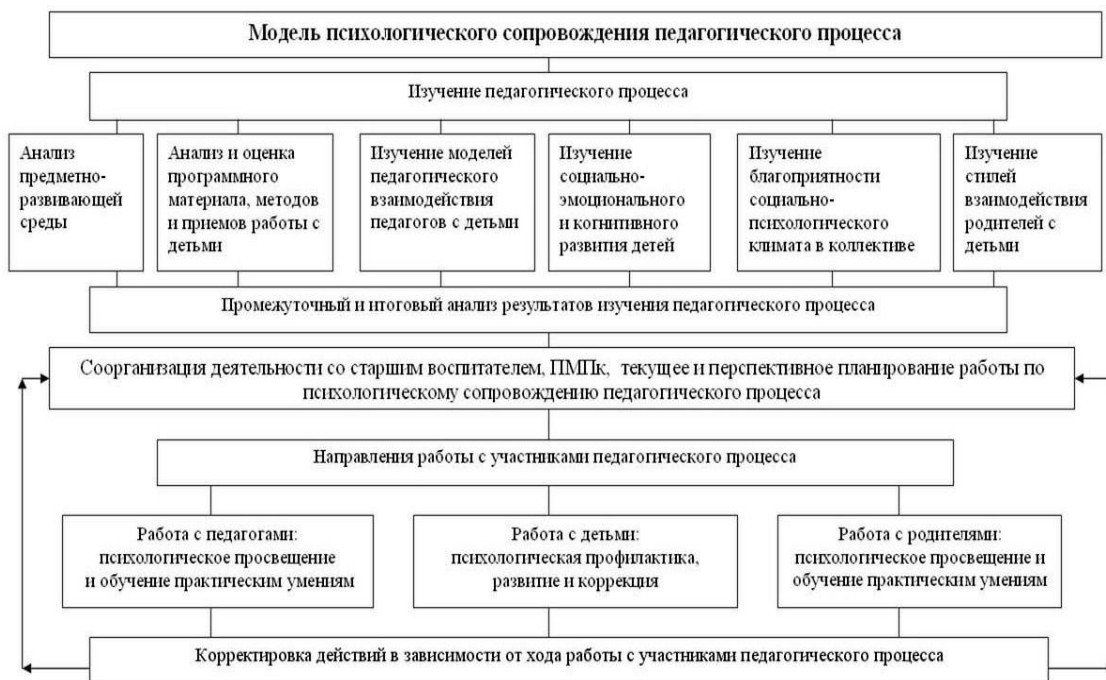 Модель психологического сопровождения педагогического процесса
Изучение педагогического процесса
Анализ
предметно-
развивающей
среды
Анализ и оценка
программного
материала, методов
и приемов работы с
детьми
Изучение моделей
педагогического
взаимодействия
педагогов с детьми
Изучение
социально-
эмоционального
и когнитивного
развития детей
Изучение
благоприятности
социально-
психологического
климата в коллективе
Изучение
стилей
взаимодействия
родителей с
детьми
Промежуточный и итоговый анализ результатов изучения педагогического процесса
Соорганизация деятельности со старшим воспитателем, ПМПк, текущее и перспективное планирование работы по
психологическому сопровождению педагогического процесса
Направления работы с участниками педагогического процесса
Работа с педагогами:
психологическое просвещение
и обучение практическим умениям
Работа с детьми:
психологическая профилактика,
развитие и коррекция
Работа с родителями:
психологическое просвещение и
обучение практическим умениям
Корректировка действий в зависимости от хода работы с участниками педагогического процесса